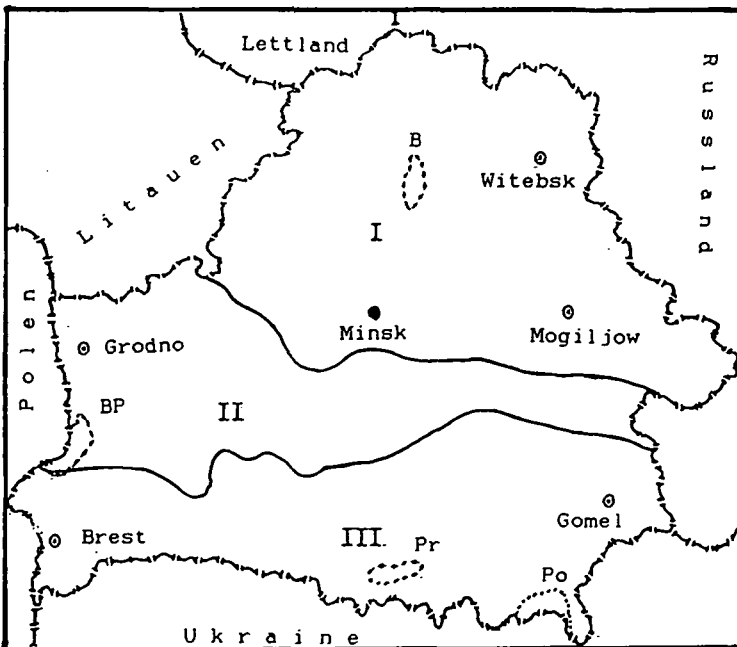 Lettland
Russland
B
Witebsk
Litauen
I
Minsk
Mogiljow
Polen
Grodno
BP
II
Gomel
Brest
III
Pr
Po
Ukraine